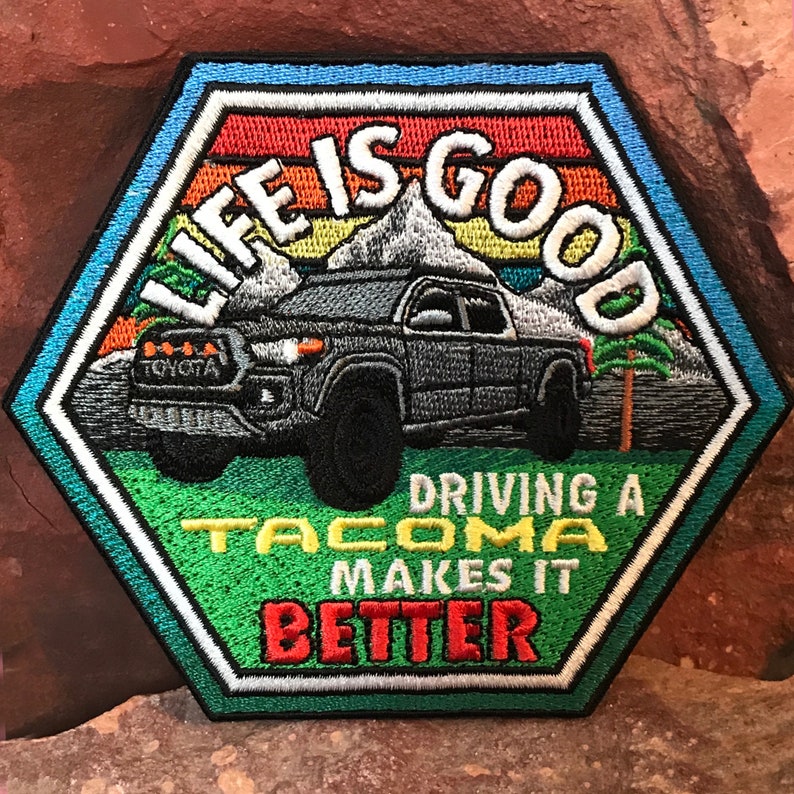 LIFE IS GOOD
TOYOTA
DRIVING A
TACOMA
MAKES IT
BETTER